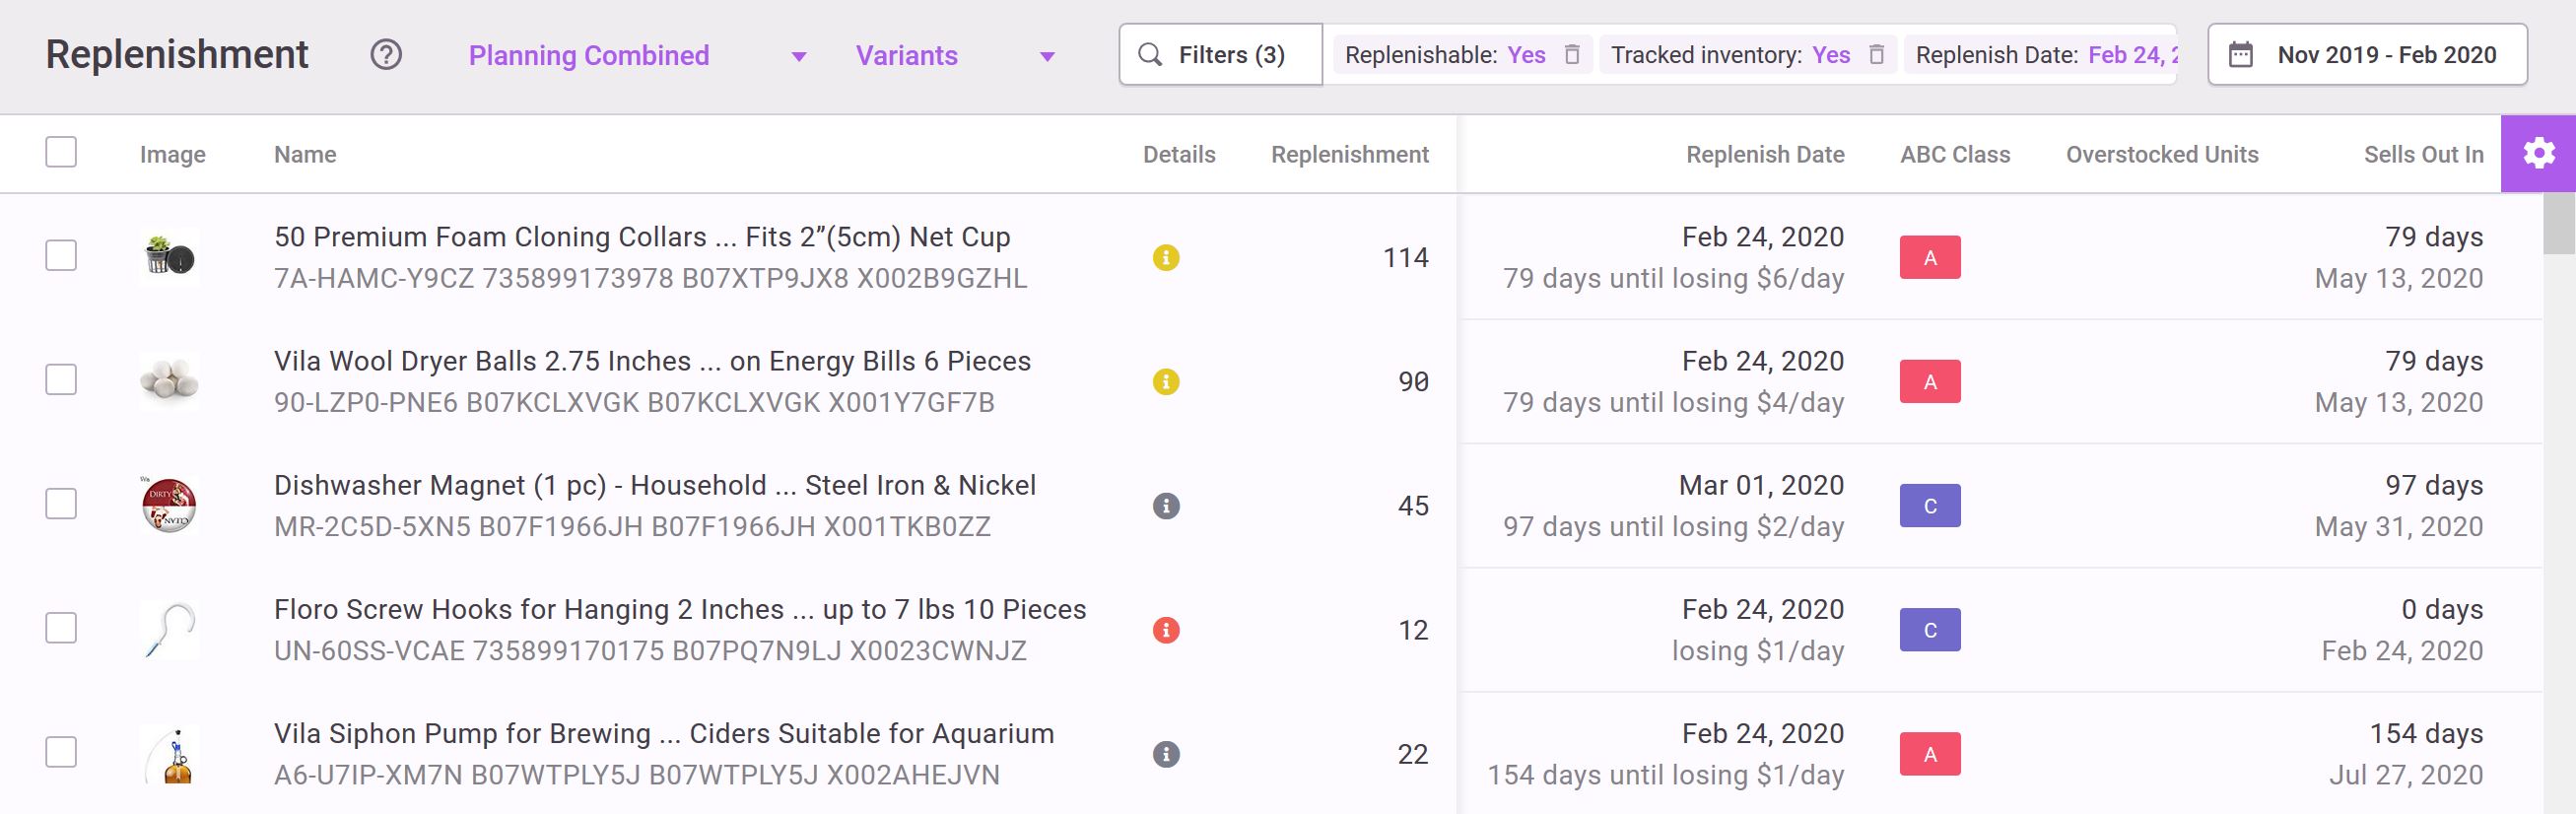 Replenishment Planning Combined Variants Filters (3) Replenishable: Yes Tracked inventory: Yes Replenish Date: Feb 24, Nov 2019 - Feb 2020
Image Name Details Replenishment Replenish Date ABC Class Overstocked Units Sells Out In
50 Premium Foam Cloning Collars ... Fits 2”(5cm) Net Cup 114 Feb 24, 2020 A 79 days
7A-HAMC-Y9CZ 735899173978 B07XTP9JX8 X002B9GZHL 79 days until losing $6/day May 13, 2020
Vila Wool Dryer Balls 2.75 Inches ... on Energy Bills 6 Pieces 90 Feb 24, 2020 A 79 days
90-LZP0-PNE6 B07KCLXVGK B07KCLXVGK X001Y7GF7B 79 days until losing $4/day May 13, 2020
Dishwasher Magnet (1 pc) - Household ... Steel Iron & Nickel 45 Mar 01, 2020 C 97 days
MR-2C5D-5XN5 B07F1966JH B07F1966JH X001TKB0ZZ 97 days until losing $2/day May 31, 2020
DIRTY
CLEAN
Floro Screw Hooks for Hanging 2 Inches ... up to 7 lbs 10 Pieces 12 Feb 24, 2020 C 0 days
UN-60SS-VCAE 735899170175 B07PQ7N9LJ X0023CWNJZ losing $1/day Feb 24, 2020
Vila Siphon Pump for Brewing ... Ciders Suitable for Aquarium 22 Feb 24, 2020 A 154 days
A6-U7IP-XM7N B07WTPLY5J B07WTPLY5J X002AHEJVN 154 days until losing $1/day Jul 27, 2020